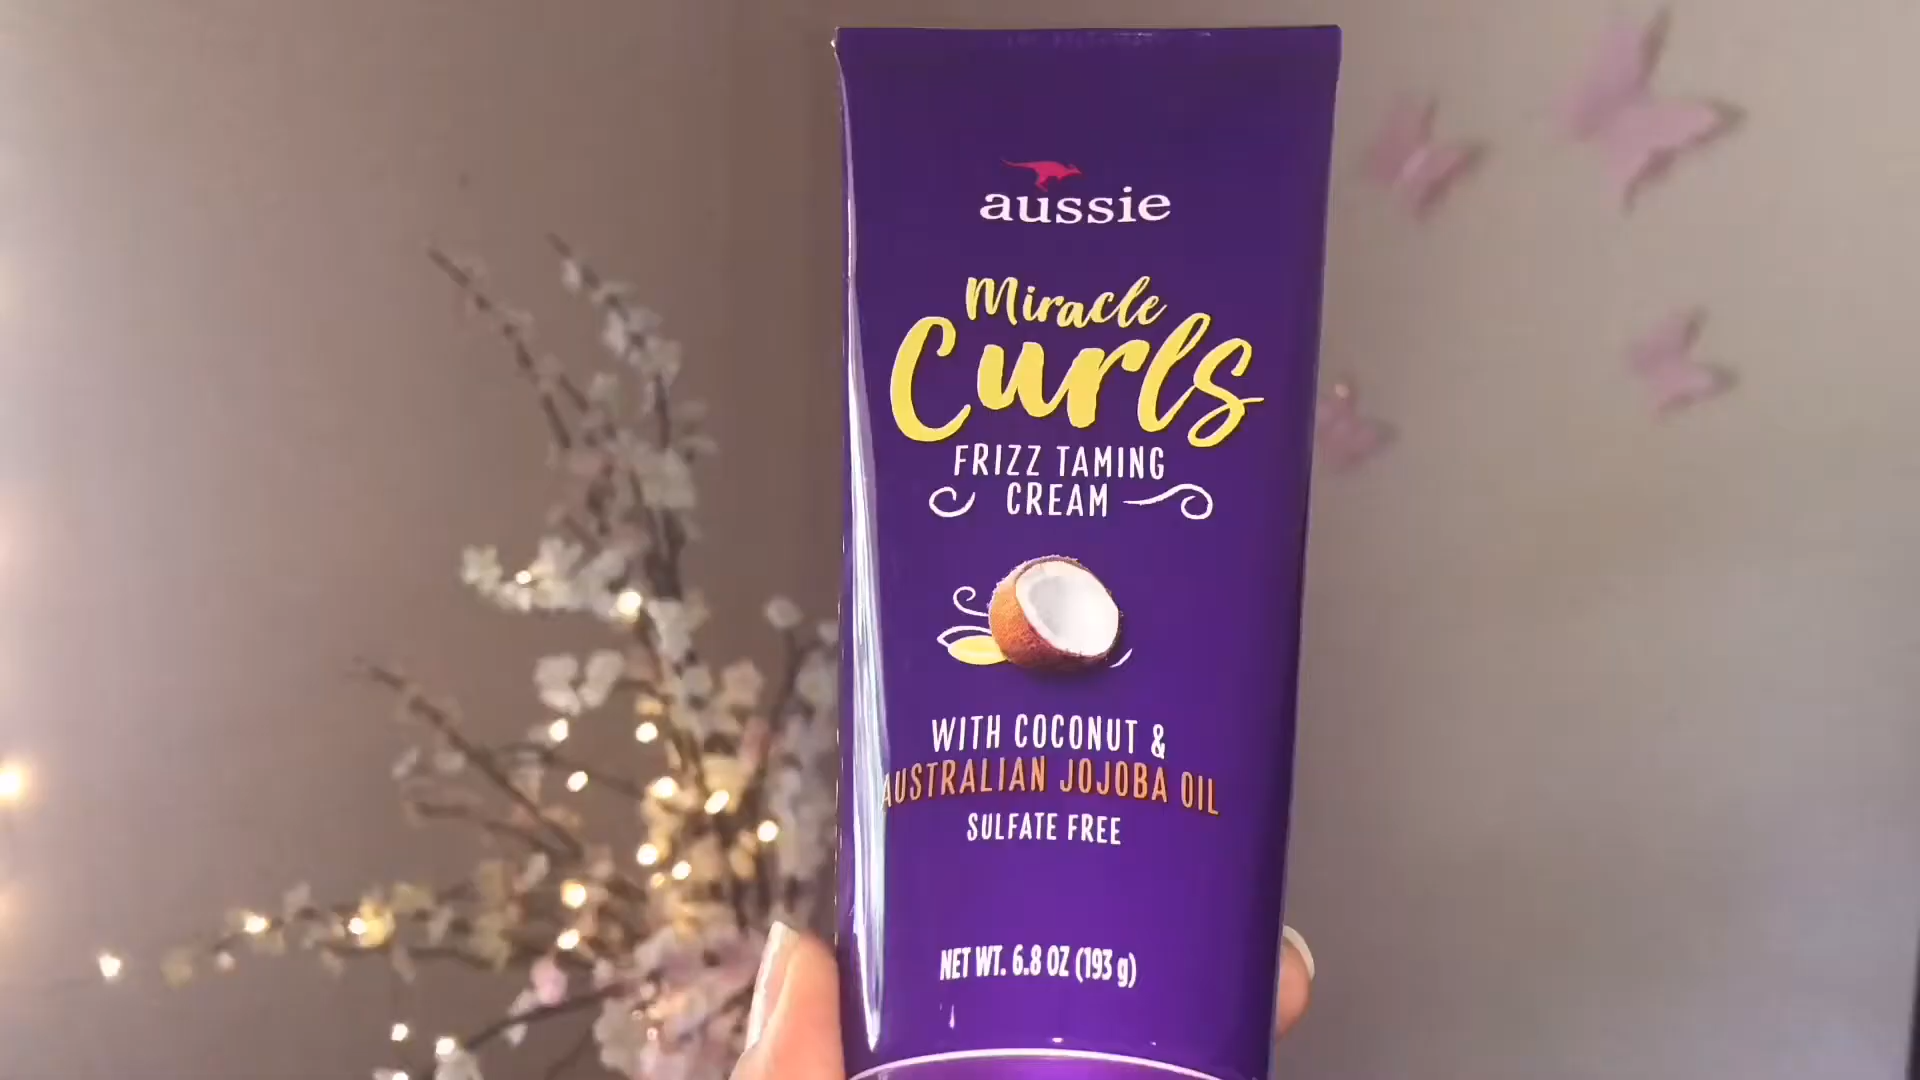 aussie
Miracle
Curls
FRIZZ TAMING
CREAM
WITH COCONUT &
AUSTRALIAN JOJOBA OIL
SULFATE FREE
NET WT. 6.8 OZ (193 g)